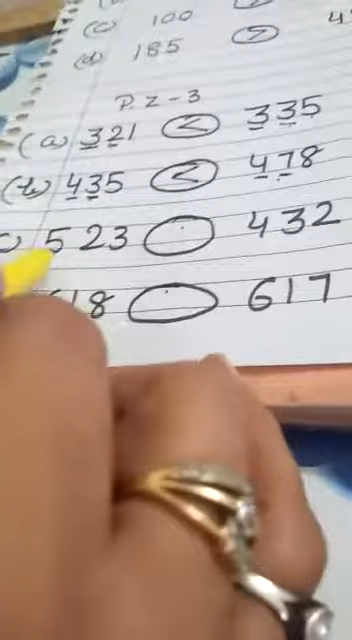 (c) 100
(d) 185 >
P.Z-3
(a) 321 < 335
(b) 435 < 478
523 432
18 617